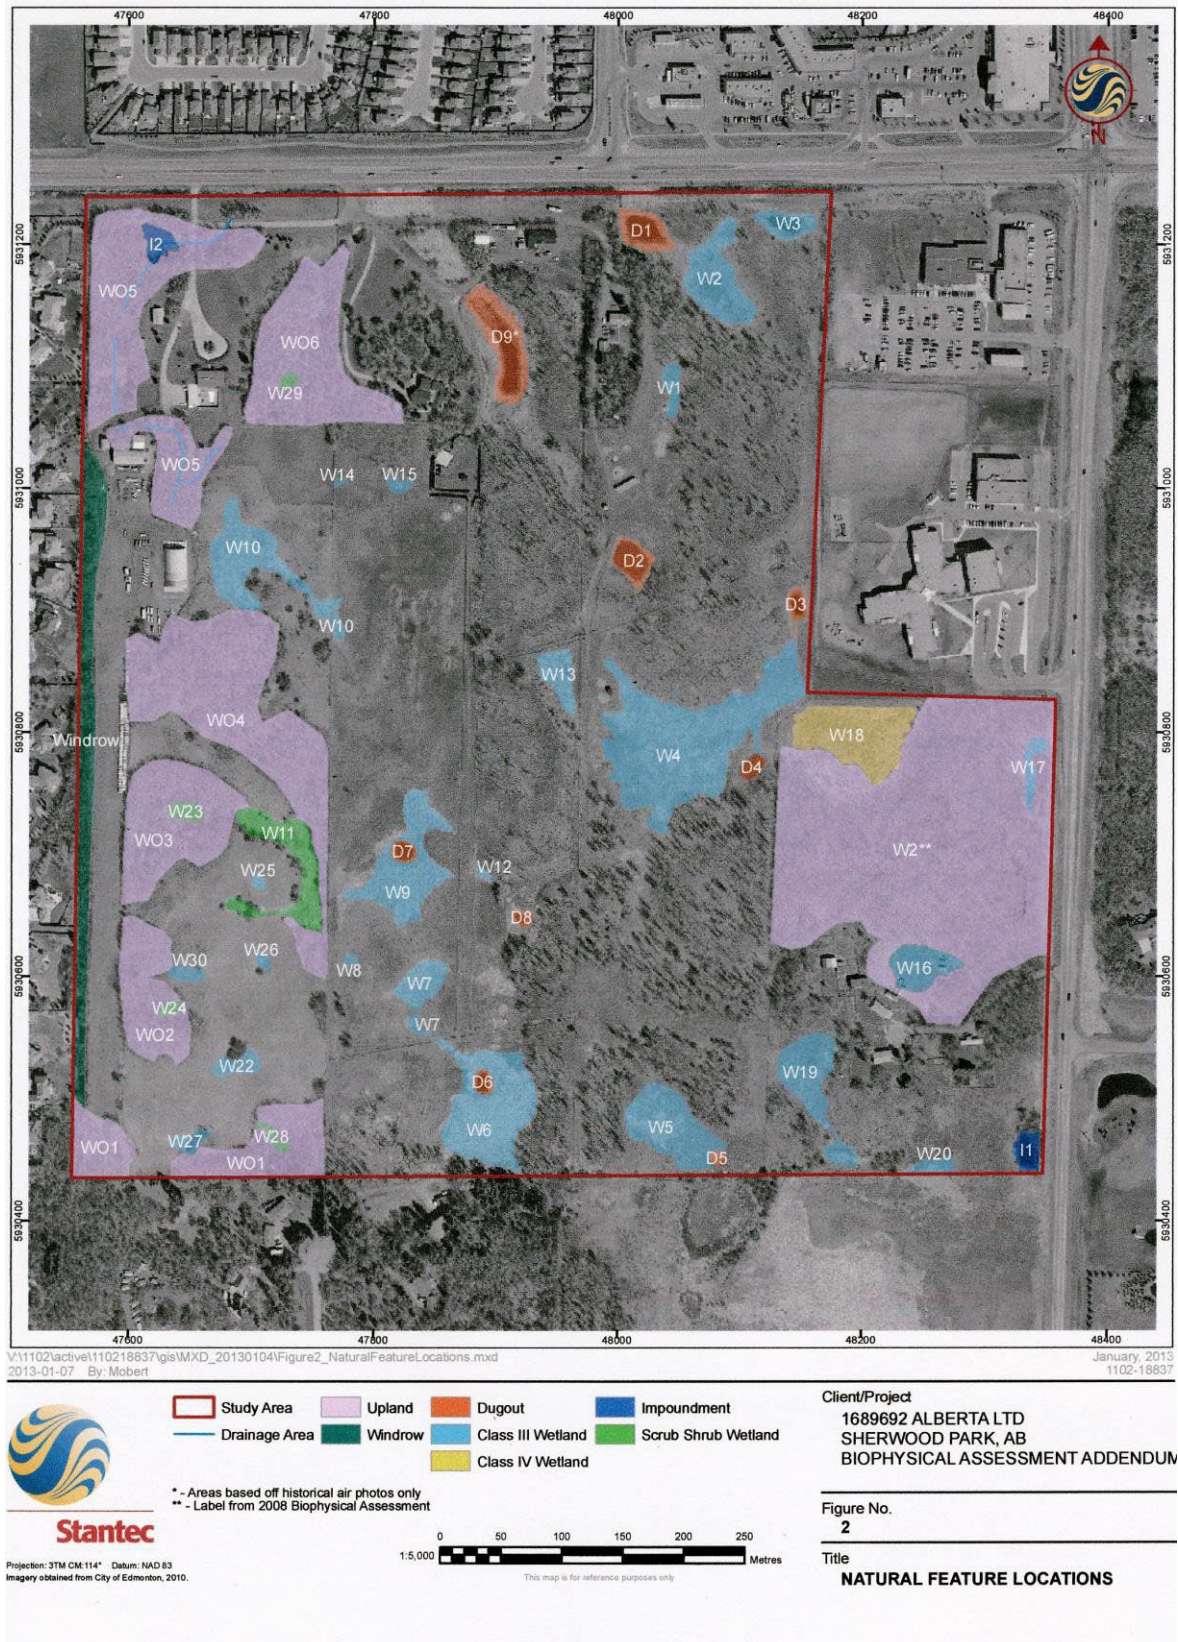 47600 47800 48000 48200 48400
N
5931200 5931200
I2
D1
W3
W2
WO5
WO6
D9*
W1
W29
WO5
W14
W15
5931000 5931000
W10
D2
D3
W10
W13
WO4
5930800 5930800
Windrow
W18
W4
D4
W17
W23
W11
WO3
D7
W2**
W25
W12
W9
D8
W26
W30
W8
W7
W16
5930600 5930600
W24
W7
WO2
W22
D6
W19
W5
W6
W28
W27
WO1
WO1
D5
W20
I1
5930400 5930400
47600 47800 48000 48200 48400
V:\1102\active\110218837\gis\MXD_20130104\Figure2_NaturalFeatureLocations.mxd
2013-01-07 By: Mobert
January, 2013
1102-18837
Study Area
Upland
Dugout
Impoundment
Drainage Area
Windrow
Class III Wetland
Scrub Shrub Wetland
Class IV Wetland
* - Areas based off historical air photos only
** - Label from 2008 Biophysical Assessment
Stantec
Projection: 3TM CM:114° Datum: NAD 83
Imagery obtained from City of Edmonton, 2010.
0 50 100 150 200 250
1:5,000
Metres
This map is for reference purposes only
Client/Project
1689692 ALBERTA LTD
SHERWOOD PARK, AB
BIOPHYSICAL ASSESSMENT ADDENDUM
Figure No.
2
Title
NATURAL FEATURE LOCATIONS